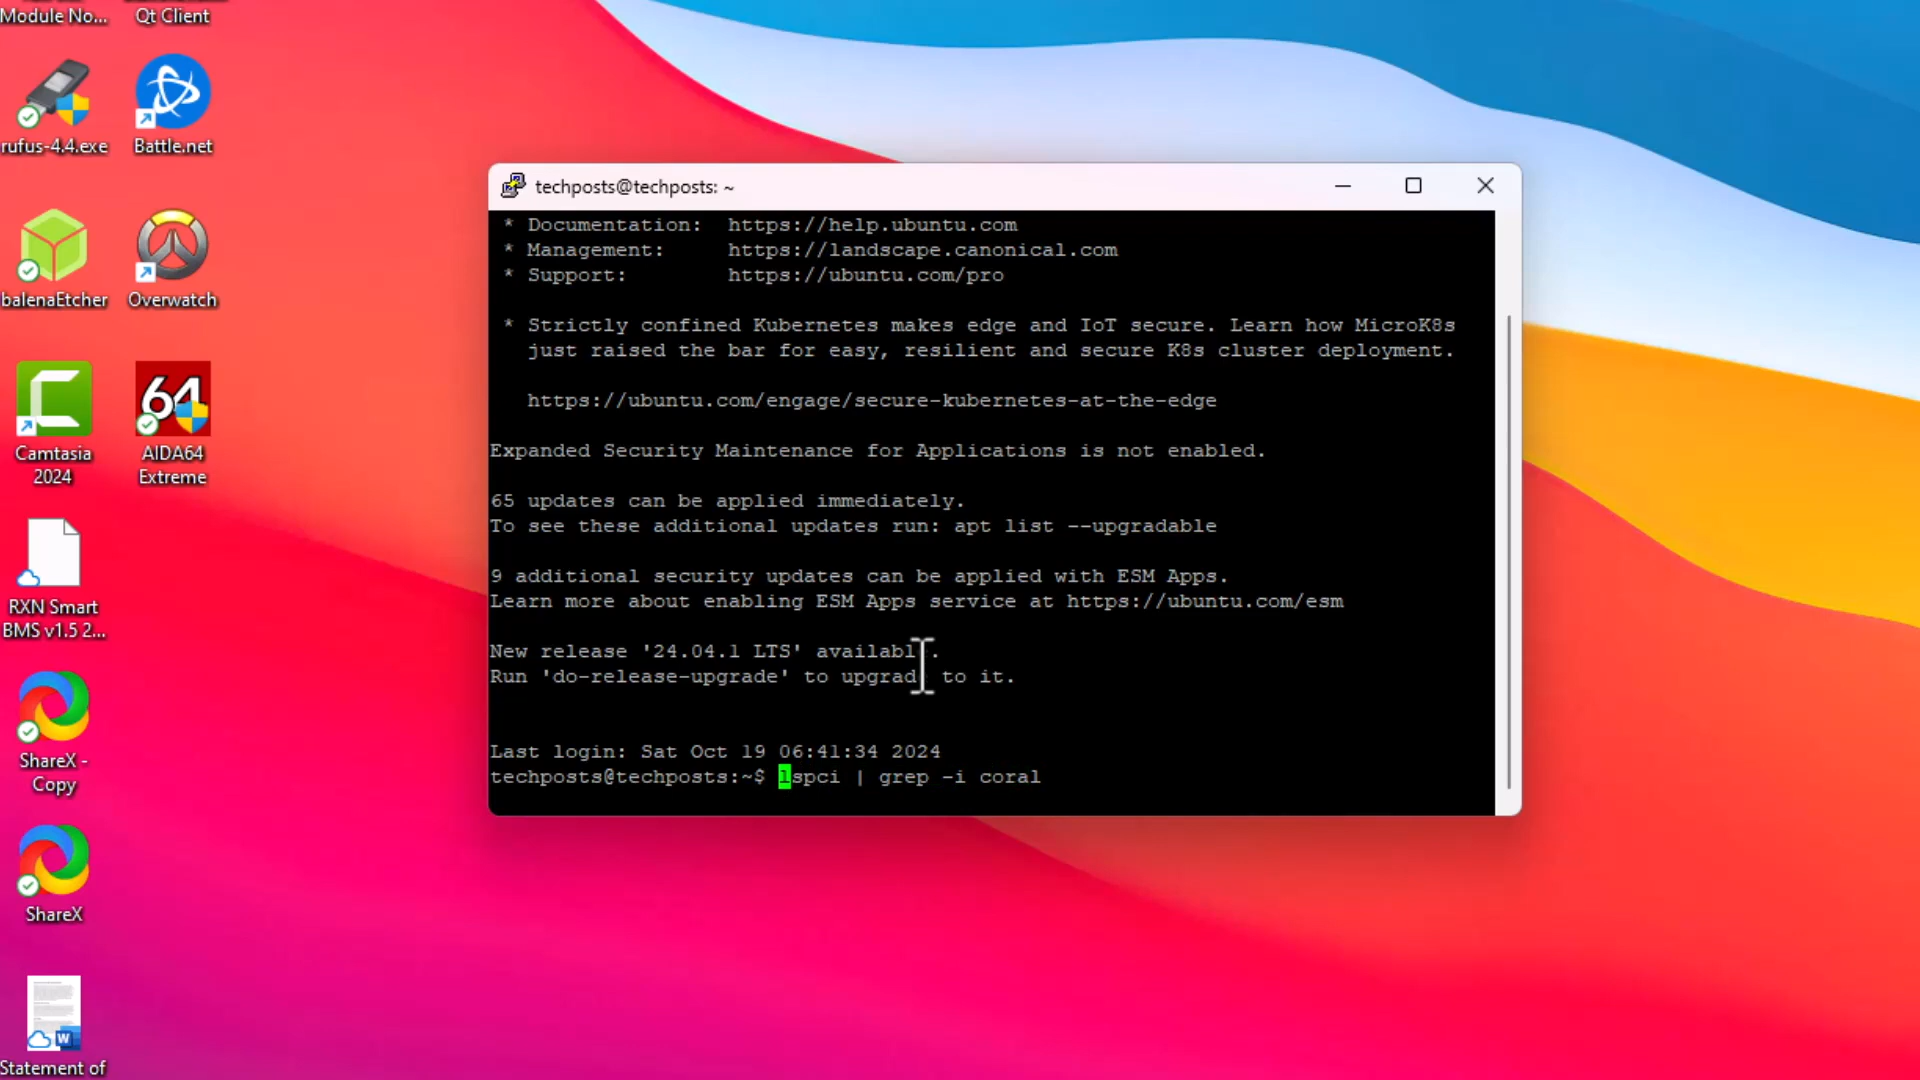 Module No...
Qt Client
rufus-4.4.exe
Battle.net
balenaEtcher
Overwatch
Camtasia
2024
64
AIDA64
Extreme
RXN Smart
BMS v1.5 2...
ShareX -
Copy
ShareX
W
Statement of
techposts@techposts: ~
* Documentation:  https://help.ubuntu.com
* Management:     https://landscape.canonical.com
* Support:        https://ubuntu.com/pro
* Strictly confined Kubernetes makes edge and IoT secure. Learn how MicroK8s
just raised the bar for easy, resilient and secure K8s cluster deployment.
https://ubuntu.com/engage/secure-kubernetes-at-the-edge
Expanded Security Maintenance for Applications is not enabled.
65 updates can be applied immediately.
To see these additional updates run: apt list --upgradable
9 additional security updates can be applied with ESM Apps.
Learn more about enabling ESM Apps service at https://ubuntu.com/esm
New release '24.04.1 LTS' available.
Run 'do-release-upgrade' to upgrade to it.
Last login: Sat Oct 19 06:41:34 2024
techposts@techposts:~$ lspci | grep -i coral